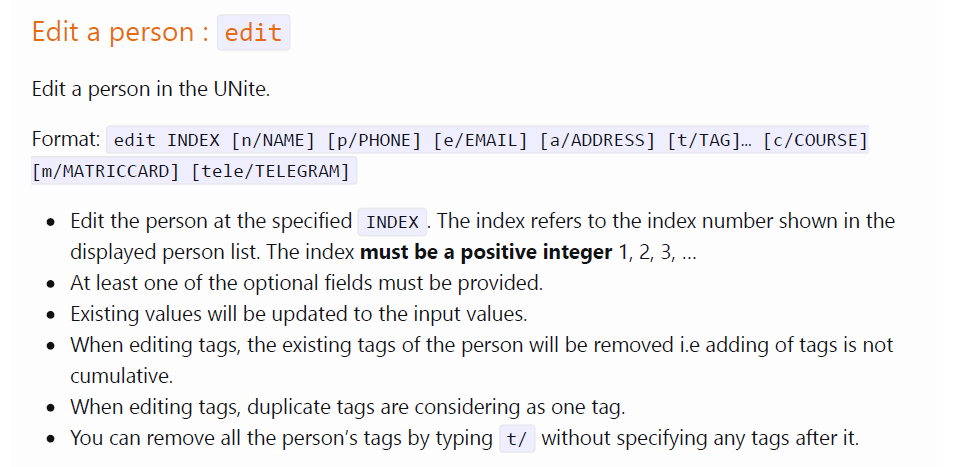 Edit a person : edit
Edit a person in the UNite.
Format: edit INDEX [n/NAME] [p/PHONE] [e/EMAIL] [a/ADDRESS] [t/TAG]… [c/COURSE]
[m/MATRICCARD] [tele/TELEGRAM]
• Edit the person at the specified INDEX. The index refers to the index number shown in the
displayed person list. The index must be a positive integer 1, 2, 3, …
• At least one of the optional fields must be provided.
• Existing values will be updated to the input values.
• When editing tags, the existing tags of the person will be removed i.e adding of tags is not
cumulative.
• When editing tags, duplicate tags are considering as one tag.
• You can remove all the person’s tags by typing t/ without specifying any tags after it.